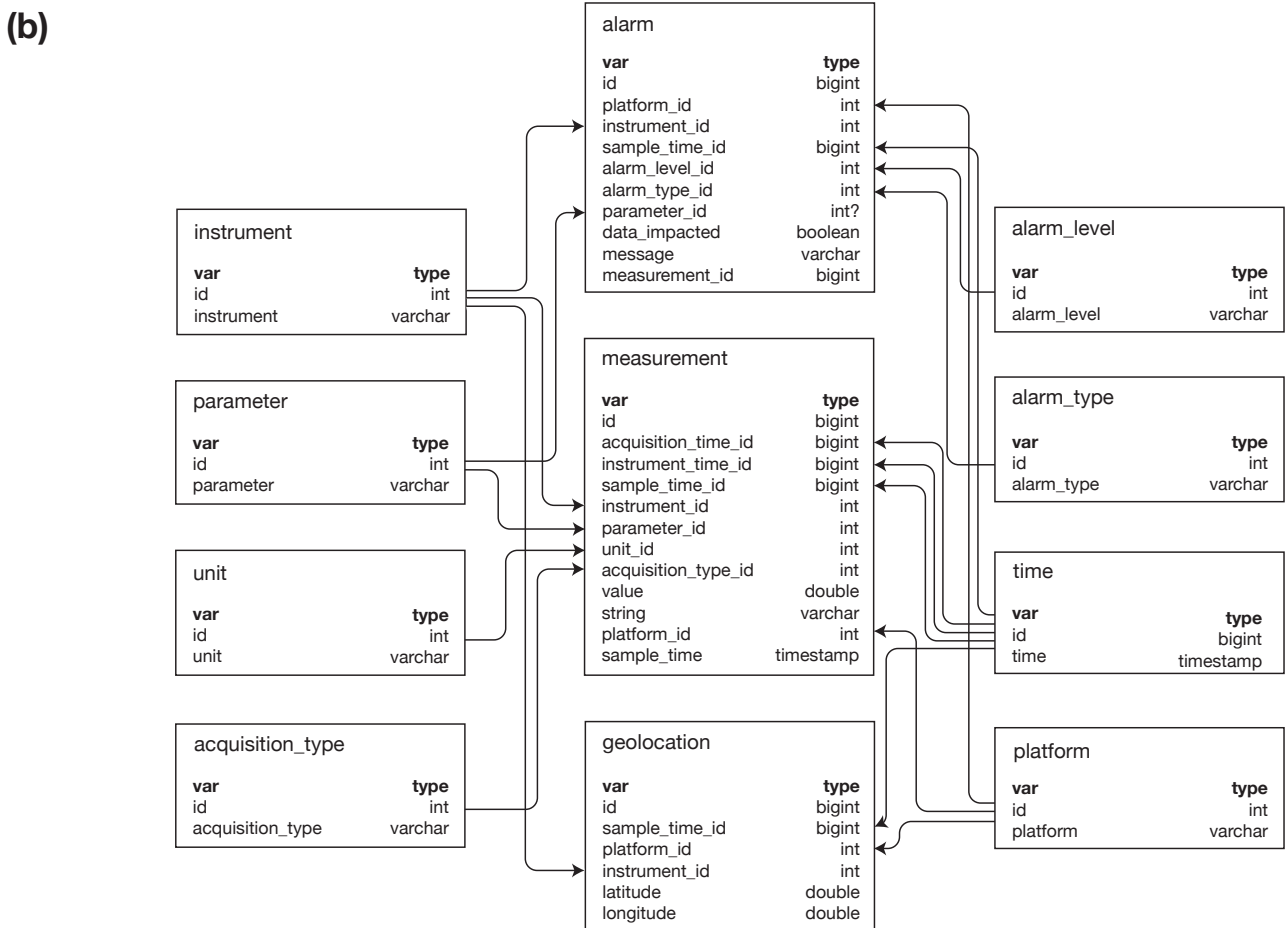 (b)
alarm
var type
id bigint
platform_id int
instrument_id int
sample_time_id bigint
alarm_level_id int
alarm_type_id int
parameter_id int?
data_impacted boolean
message varchar
measurement_id bigint
instrument
var type
id int
instrument varchar
alarm_level
var type
id int
alarm_level varchar
measurement
var type
id bigint
acquisition_time_id bigint
instrument_time_id bigint
sample_time_id bigint
instrument_id int
parameter_id int
unit_id int
acquisition_type_id int
value double
string varchar
platform_id int
sample_time timestamp
parameter
var type
id int
parameter varchar
alarm_type
var type
id int
alarm_type varchar
unit
var type
id int
unit varchar
time
var type
id bigint
time timestamp
acquisition_type
var type
id int
acquisition_type varchar
geolocation
var type
id bigint
sample_time_id bigint
platform_id int
instrument_id int
latitude double
longitude double
platform
var type
id int
platform varchar